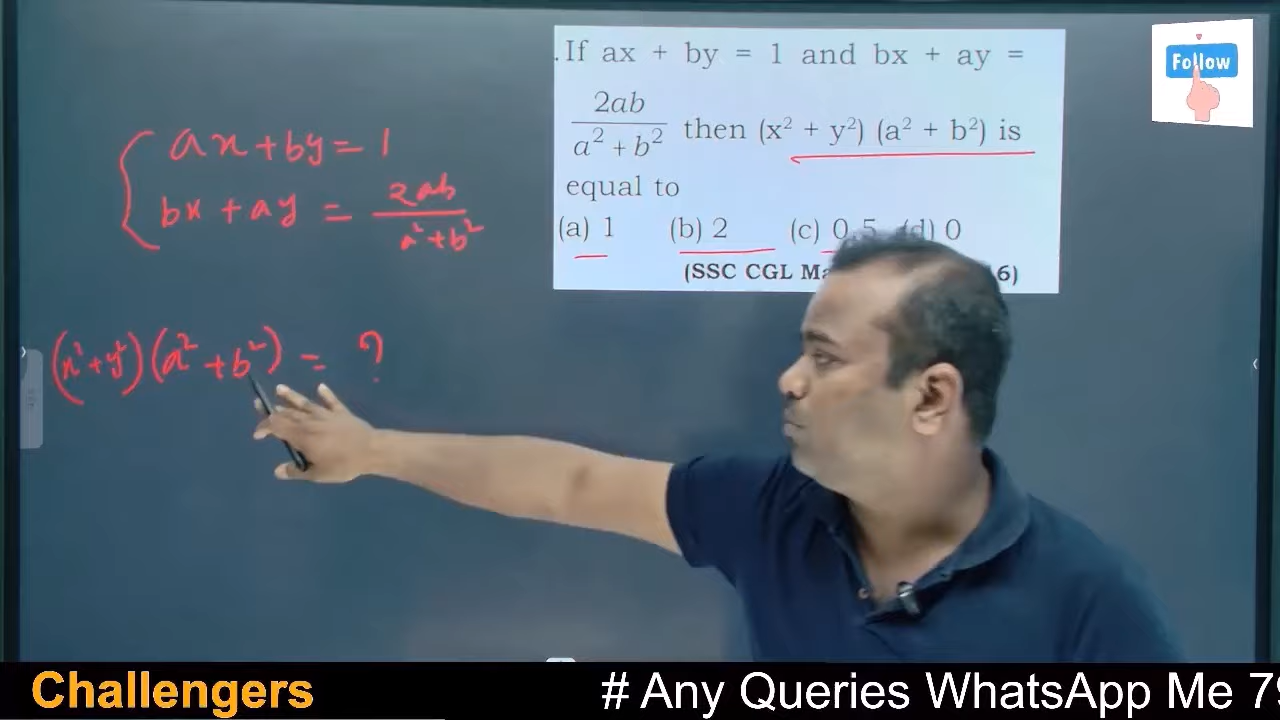 .If ax + by = 1 and bx + ay =
2ab
a² + b² then (x² + y²) (a² + b²) is
equal to
(a) 1 (b) 2 (c) 0.5 (d) 0
(SSC CGL 6)
Follow
ax + by = 1
bx + ay = 2ab
a² + b²
(x² + y²) (a² + b²) = ?
Challengers
# Any Queries WhatsApp Me 79